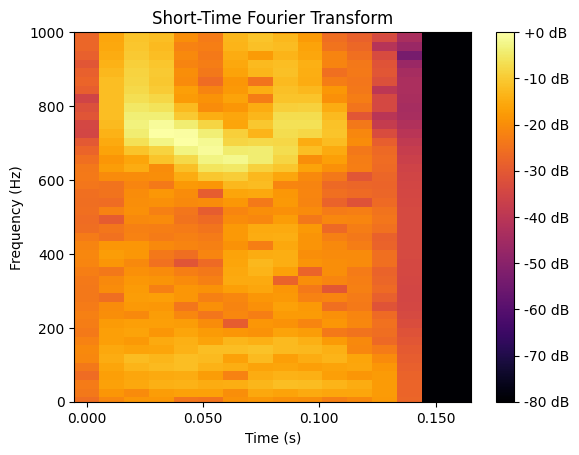 Short-Time Fourier Transform
1000
800
600
400
200
0
Frequency (Hz)
0.000
0.050
0.100
0.150
Time (s)
+0 dB
-10 dB
-20 dB
-30 dB
-40 dB
-50 dB
-60 dB
-70 dB
-80 dB